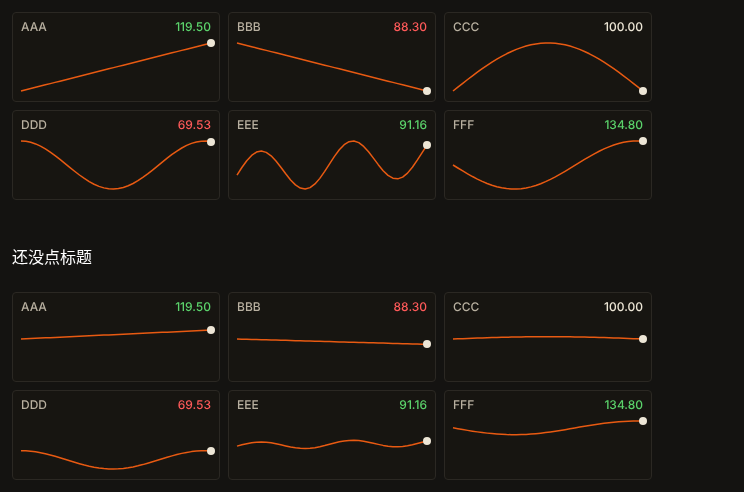 AAA 119.50 BBB 88.30 CCC 100.00
DDD 69.53 EEE 91.16 FFF 134.80
还没点标题
AAA 119.50 BBB 88.30 CCC 100.00
DDD 69.53 EEE 91.16 FFF 134.80